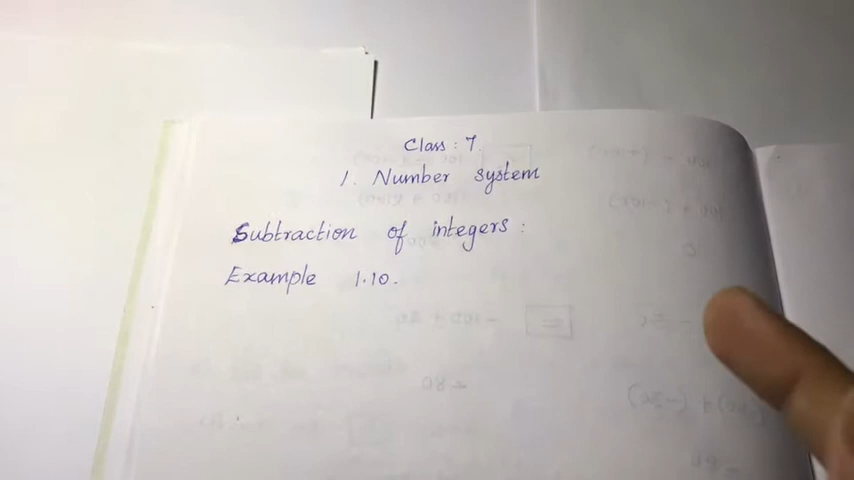 Class : 7.
1. Number system
Subtraction of integers :
Example 1.10.